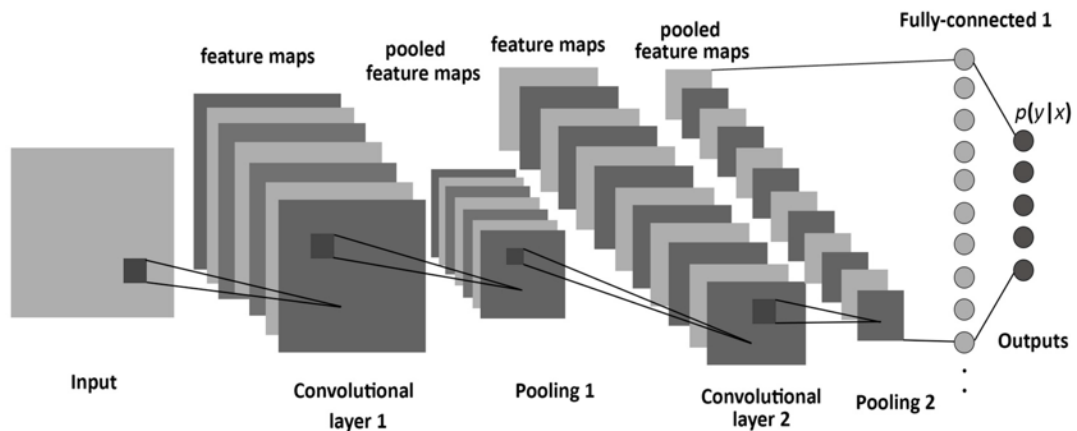 Fully-connected 1
feature maps
pooled
feature maps
feature maps
pooled
feature maps
p(y|x)
Outputs
Input
Convolutional
layer 1
Pooling 1
Convolutional
layer 2
Pooling 2